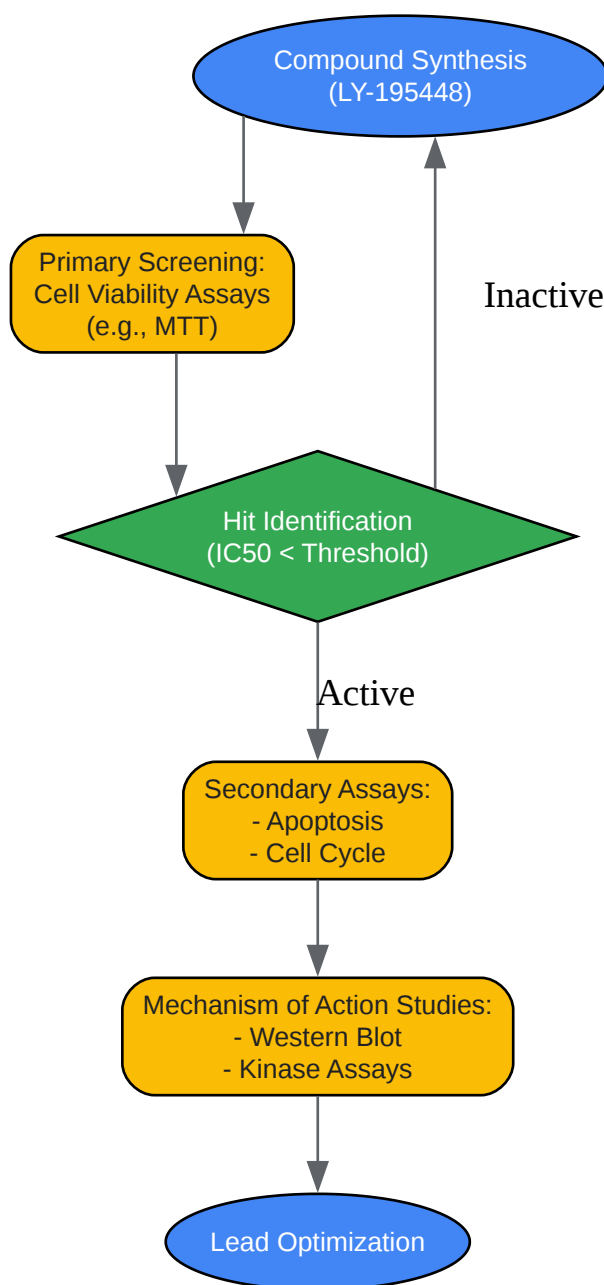 Compound Synthesis
(LY-195448)
Primary Screening:
Cell Viability Assays
(e.g., MTT)
Inactive
Hit Identification
(IC50 < Threshold)
Active
Secondary Assays:
- Apoptosis
- Cell Cycle
Mechanism of Action Studies:
- Western Blot
- Kinase Assays
Lead Optimization